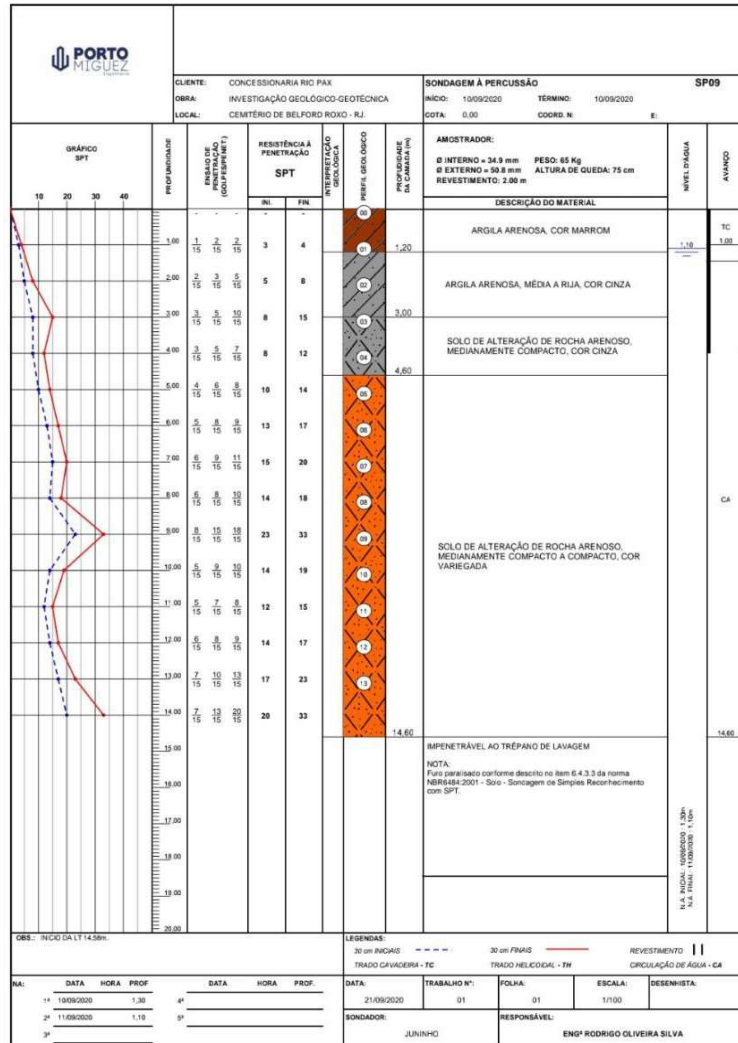 PORTO
MIGUEZ
Engenharia
CLIENTE: CONCESSIONARIA RIO PAX
OBRA: INVESTIGAÇÃO GEOLÓGICO-GEOTÉCNICA
LOCAL: CEMITÉRIO DE BELFORD ROXO - RJ.
SONDAGEM À PERCUSSÃO SP09
INÍCIO: 10/09/2020 TÉRMINO: 10/09/2020
COTA: 0,00 COORD. N: E:
GRÁFICO
SPT
10 20 30 40
PROFUNDIDADE
ENSAIO DE PENETRAÇÃO (GOLPES/PENET.)
RESISTÊNCIA À PENETRAÇÃO
SPT
INI. FIN.
INTERPRETAÇÃO GEOLÓGICA
PERFIL GEOLÓGICO
PROFUDIDADE DA CAMADA (m)
AMOSTRADOR:
Ø INTERNO = 34.9 mm PESO: 65 Kg
Ø EXTERNO = 50.8 mm ALTURA DE QUEDA: 75 cm
REVESTIMENTO: 2.00 m
DESCRIÇÃO DO MATERIAL
NÍVEL D'ÁGUA
AVANÇO
- - - - -
1,00 1/15 2/15 2/15 3 4
2,00 2/15 3/15 5/15 5 8
3,00 3/15 5/15 10/15 8 15
4,00 3/15 5/15 7/15 8 12
5,00 4/15 6/15 8/15 10 14
6,00 5/15 8/15 9/15 13 17
7,00 6/15 9/15 11/15 15 20
8,00 6/15 8/15 10/15 14 18
9,00 8/15 15/15 18/15 23 33
10,00 5/15 9/15 10/15 14 19
11,00 5/15 7/15 8/15 12 15
12,00 6/15 8/15 9/15 14 17
13,00 7/15 10/15 13/15 17 23
14,00 7/15 13/15 20/15 20 33
15,00
16,00
17,00
18,00
19,00
20,00
00
01
02
03
04
05
06
07
08
09
10
11
12
13
1,20
3,00
4,60
14,60
ARGILA ARENOSA, COR MARROM
ARGILA ARENOSA, MÉDIA A RIJA, COR CINZA
SOLO DE ALTERAÇÃO DE ROCHA ARENOSO,
MEDIANAMENTE COMPACTO, COR CINZA
SOLO DE ALTERAÇÃO DE ROCHA ARENOSO,
MEDIANAMENTE COMPACTO A COMPACTO, COR
VARIEGADA
IMPENETRÁVEL AO TRÉPANO DE LAVAGEM
NOTA:
Furo paralisado conforme descrito no item 6.4.3.3 da norma
NBR6484:2001 - Solo - Sondagem de Simples Reconhecimento
com SPT.
1,10
TC
1.00
CA
14,60
N.A. INICIAL: 10/09/2020 - 1,30m
N.A. FINAL: 11/09/2020 - 1,10m
OBS.: INÍCIO DA LT 14,58m.
LEGENDAS:
30 cm INICIAIS 30 cm FINAIS REVESTIMENTO
TRADO CAVADEIRA - TC TRADO HELICOIDAL - TH CIRCULAÇÃO DE ÁGUA - CA
NA: DATA HORA PROF DATA HORA PROF.
1ª 10/09/2020 1,30 4ª
2ª 11/09/2020 1,10 5ª
3ª
DATA: TRABALHO Nº: FOLHA: ESCALA: DESENHISTA:
21/09/2020 01 01 1/100
SONDADOR: RESPONSÁVEL:
JUNINHO ENGº RODRIGO OLIVEIRA SILVA